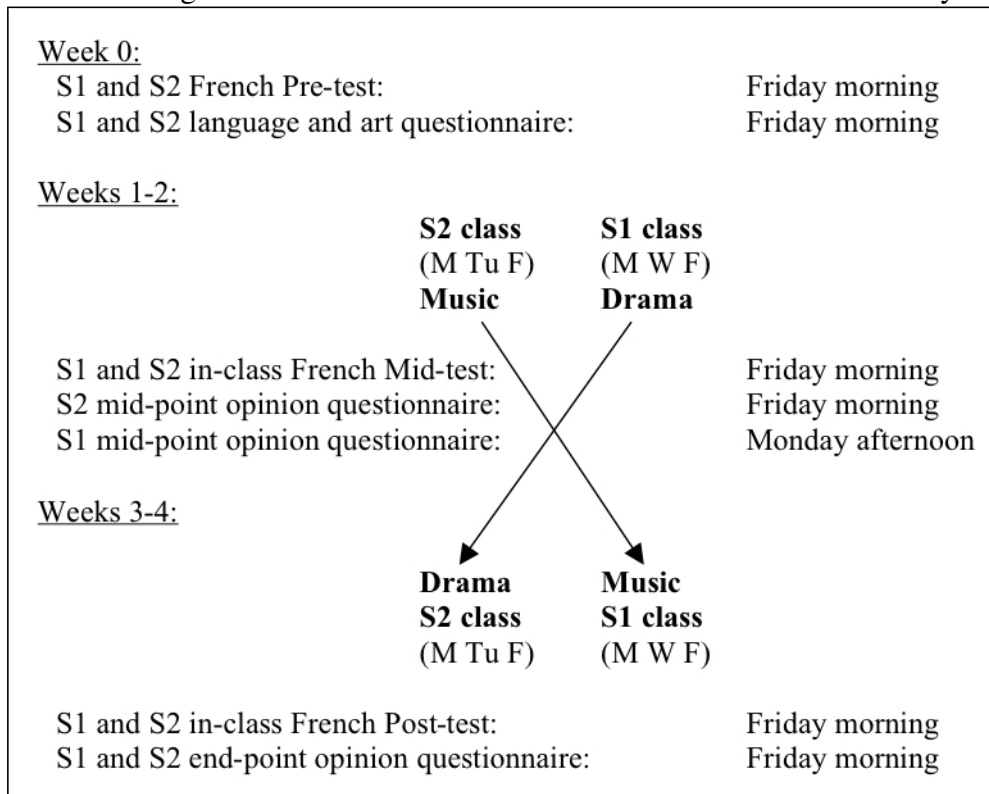 Week 0:
S1 and S2 French Pre-test: Friday morning
S1 and S2 language and art questionnaire: Friday morning
Weeks 1-2:
S2 class S1 class
(M Tu F) (M W F)
Music Drama
S1 and S2 in-class French Mid-test: Friday morning
S2 mid-point opinion questionnaire: Friday morning
S1 mid-point opinion questionnaire: Monday afternoon
Weeks 3-4:
Drama Music
S2 class S1 class
(M Tu F) (M W F)
S1 and S2 in-class French Post-test: Friday morning
S1 and S2 end-point opinion questionnaire: Friday morning